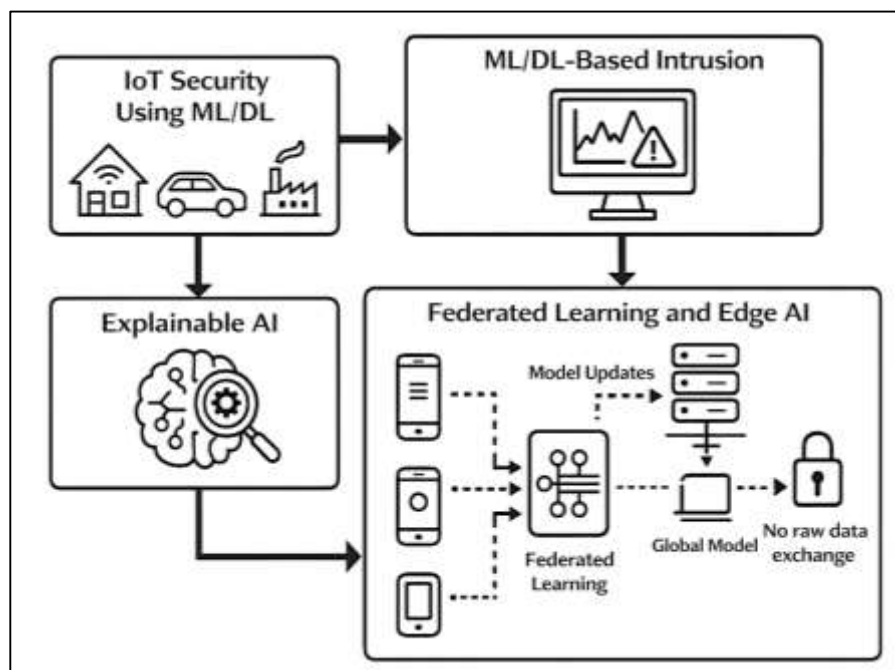 IoT Security
Using ML/DL
ML/DL-Based Intrusion
Explainable AI
Federated Learning and Edge AI
Model Updates
Federated
Learning
Global Model
No raw data
exchange